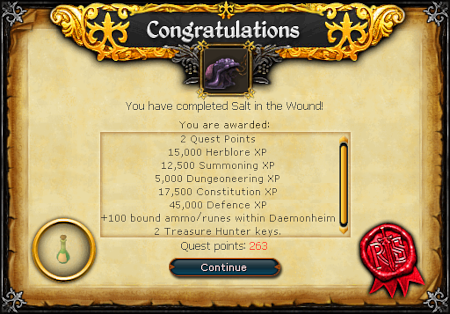 Congratulations
You have completed Salt in the Wound!
You are awarded:
2 Quest Points
15,000 Herblore XP
12,500 Summoning XP
5,000 Dungeoneering XP
17,500 Constitution XP
45,000 Defence XP
+100 bound ammo/runes within Daemonheim
2 Treasure Hunter keys.
Quest points: 263
Continue
RS